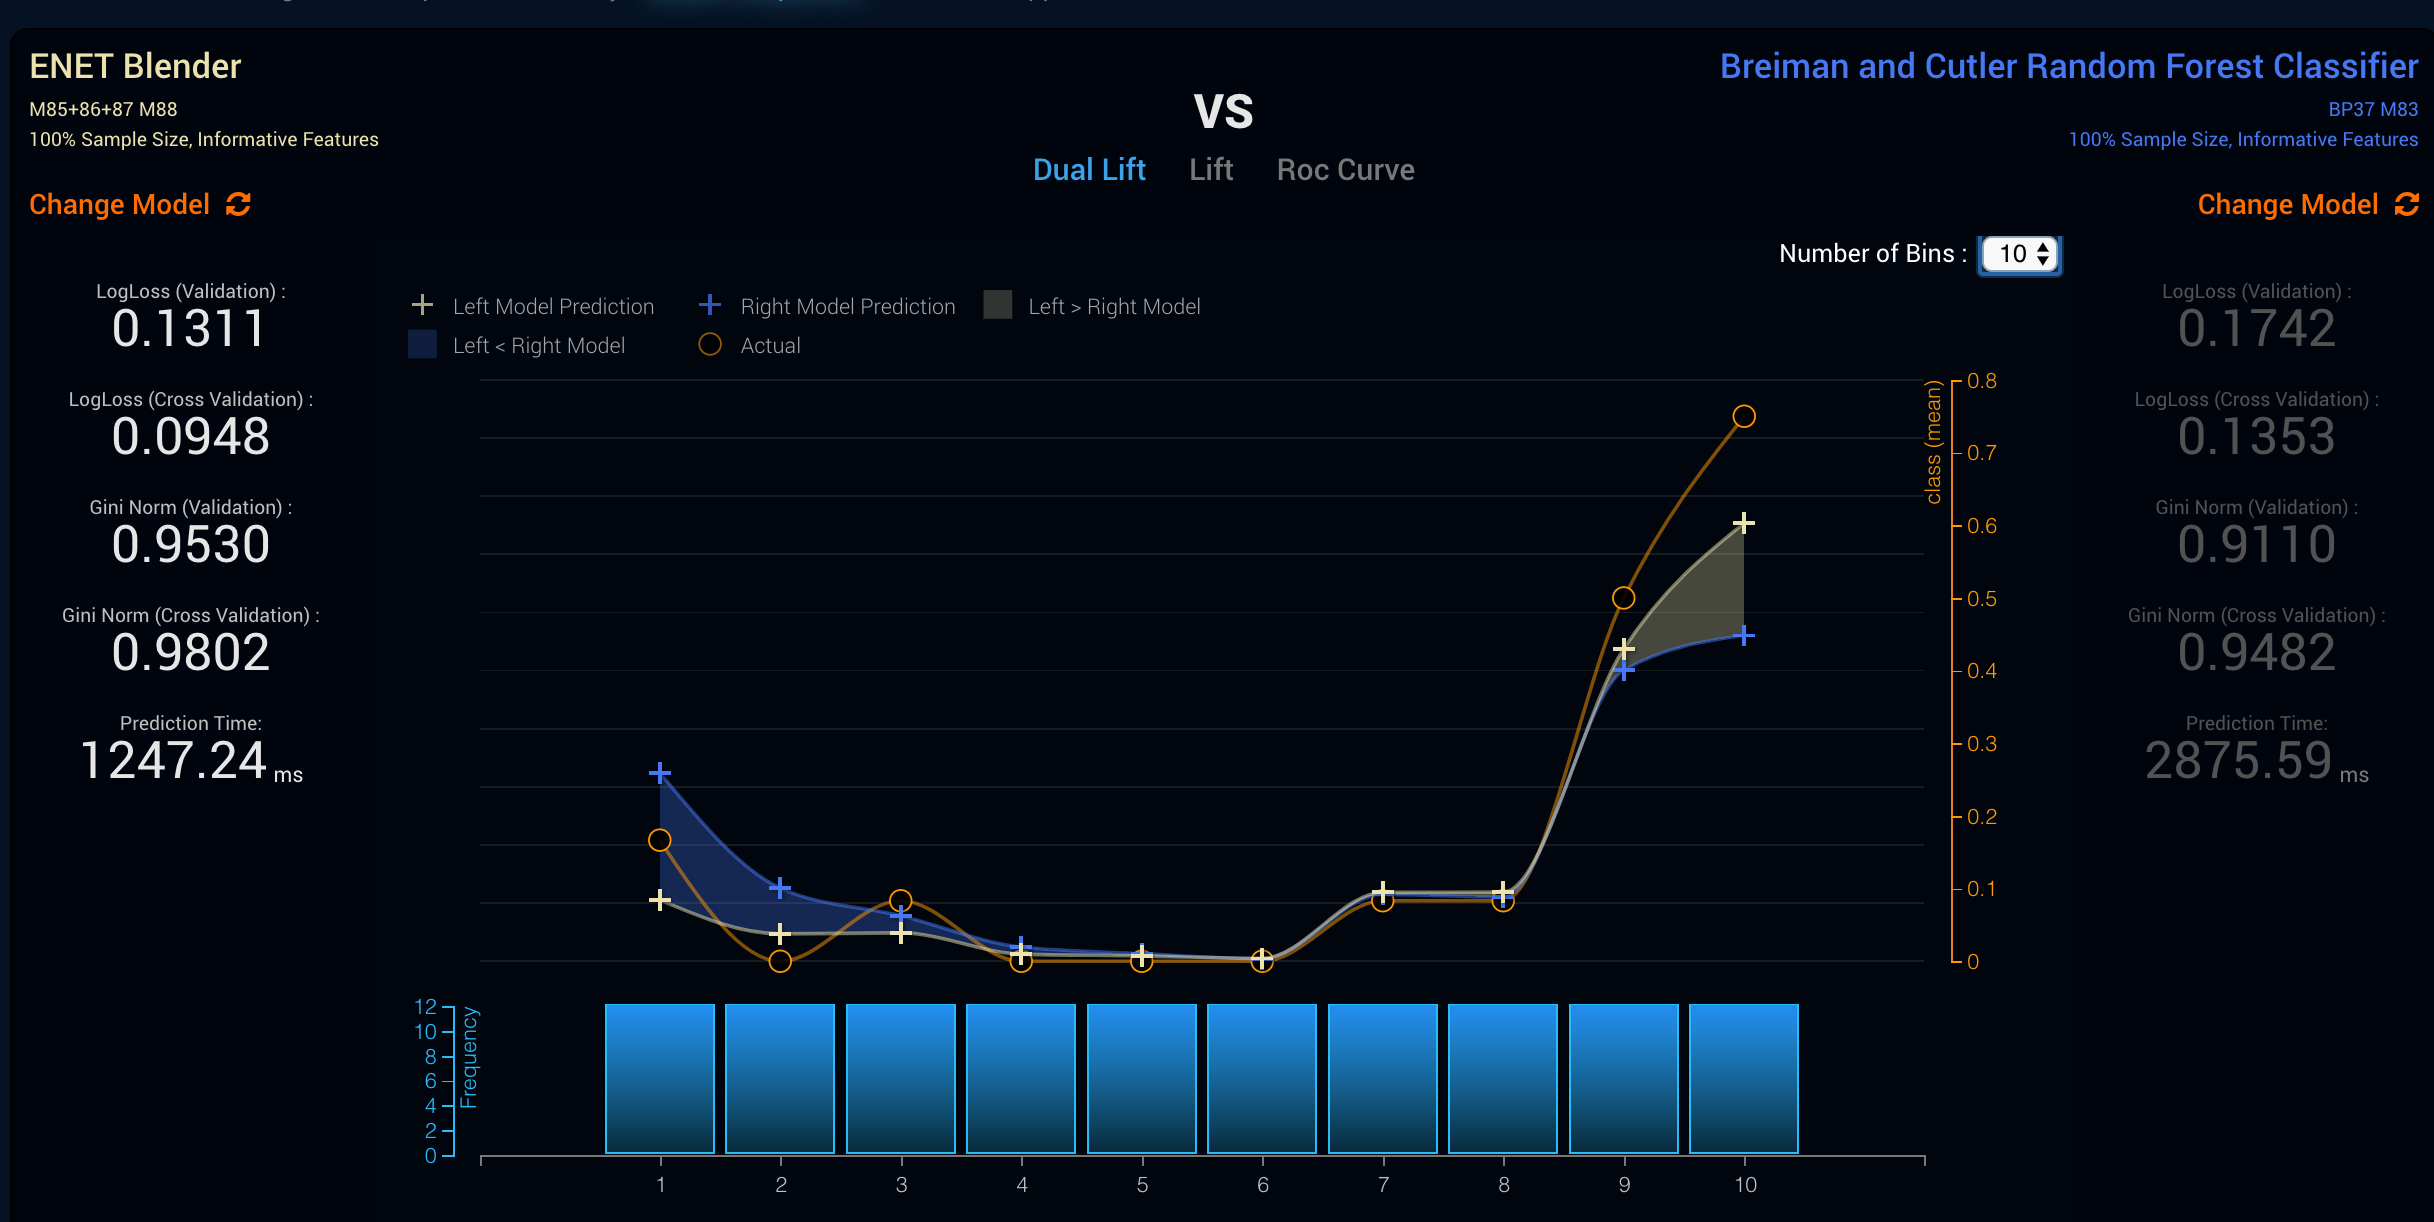 ENET Blender
M85+86+87 M88
100% Sample Size, Informative Features
Change Model
VS
Dual Lift Lift Roc Curve
Breiman and Cutler Random Forest Classifier
BP37 M83
100% Sample Size, Informative Features
Change Model
Number of Bins : 10
LogLoss (Validation) :
0.1311
LogLoss (Cross Validation) :
0.0948
Gini Norm (Validation) :
0.9530
Gini Norm (Cross Validation) :
0.9802
Prediction Time:
1247.24 ms
Left Model Prediction Right Model Prediction Left > Right Model
Left < Right Model Actual
class (mean)
0.8
0.7
0.6
0.5
0.4
0.3
0.2
0.1
0
Frequency
12
10
8
6
4
2
0
1 2 3 4 5 6 7 8 9 10
LogLoss (Validation) :
0.1742
LogLoss (Cross Validation) :
0.1353
Gini Norm (Validation) :
0.9110
Gini Norm (Cross Validation) :
0.9482
Prediction Time:
2875.59 ms